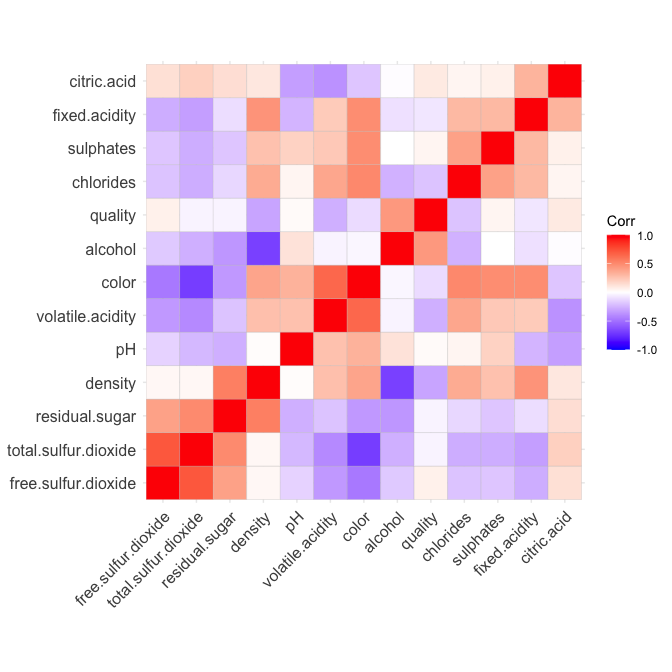 citric.acid
fixed.acidity
sulphates
chlorides
quality
alcohol
color
volatile.acidity
pH
density
residual.sugar
total.sulfur.dioxide
free.sulfur.dioxide
free.sulfur.dioxide
total.sulfur.dioxide
residual.sugar
density
pH
volatile.acidity
color
alcohol
quality
chlorides
sulphates
fixed.acidity
citric.acid
Corr
1.0
0.5
0.0
-0.5
-1.0